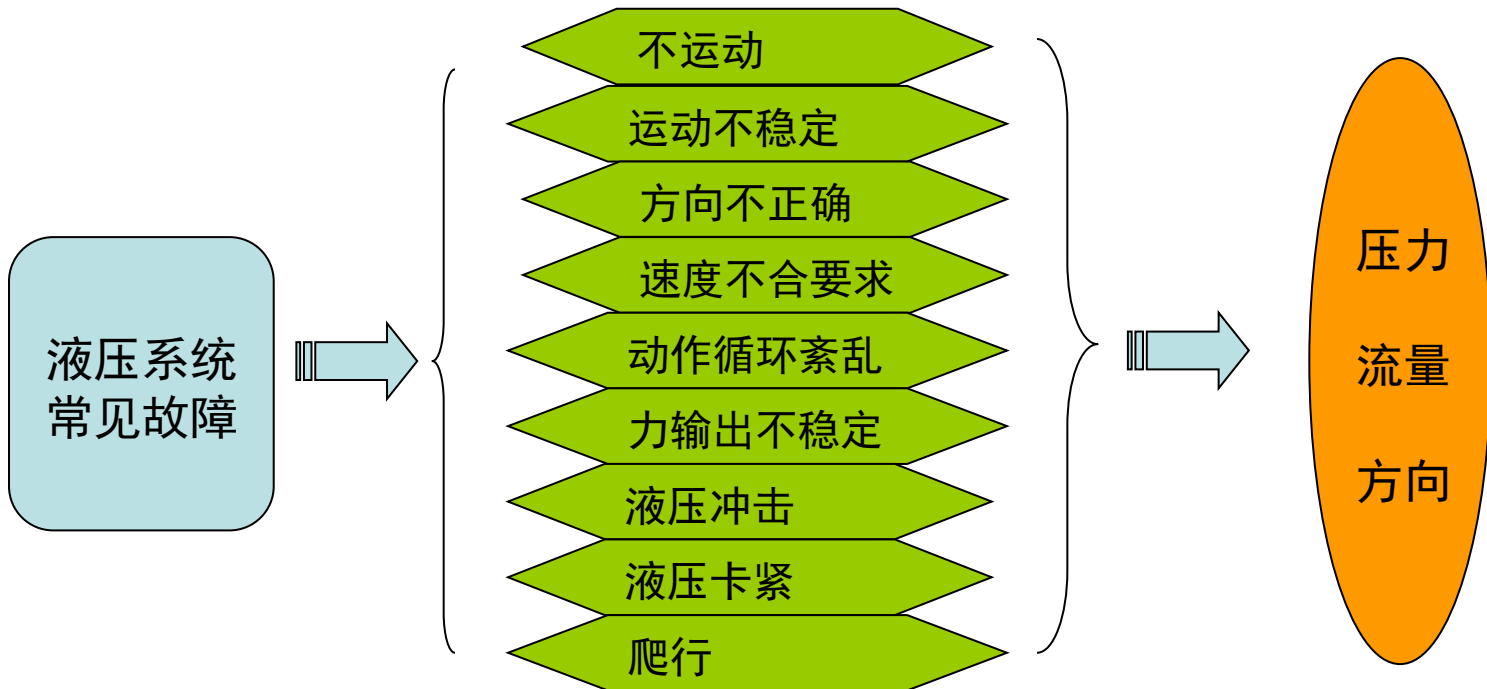 液压系统
常见故障
不运动
运动不稳定
方向不正确
速度不合要求
动作循环紊乱
力输出不稳定
液压冲击
液压卡紧
爬行
压力
流量
方向